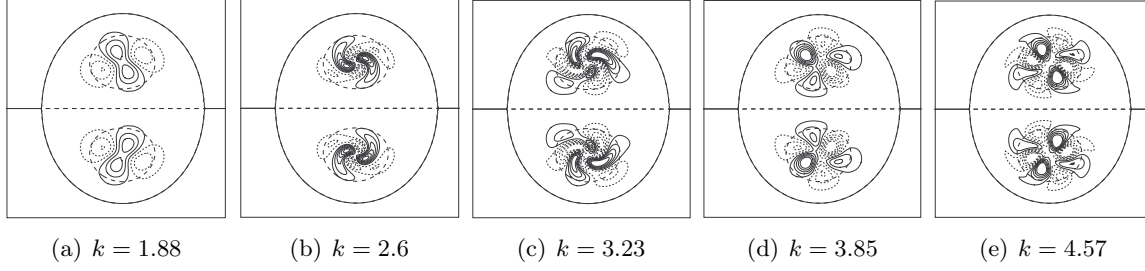 (a) k = 1.88 (b) k = 2.6 (c) k = 3.23 (d) k = 3.85 (e) k = 4.57